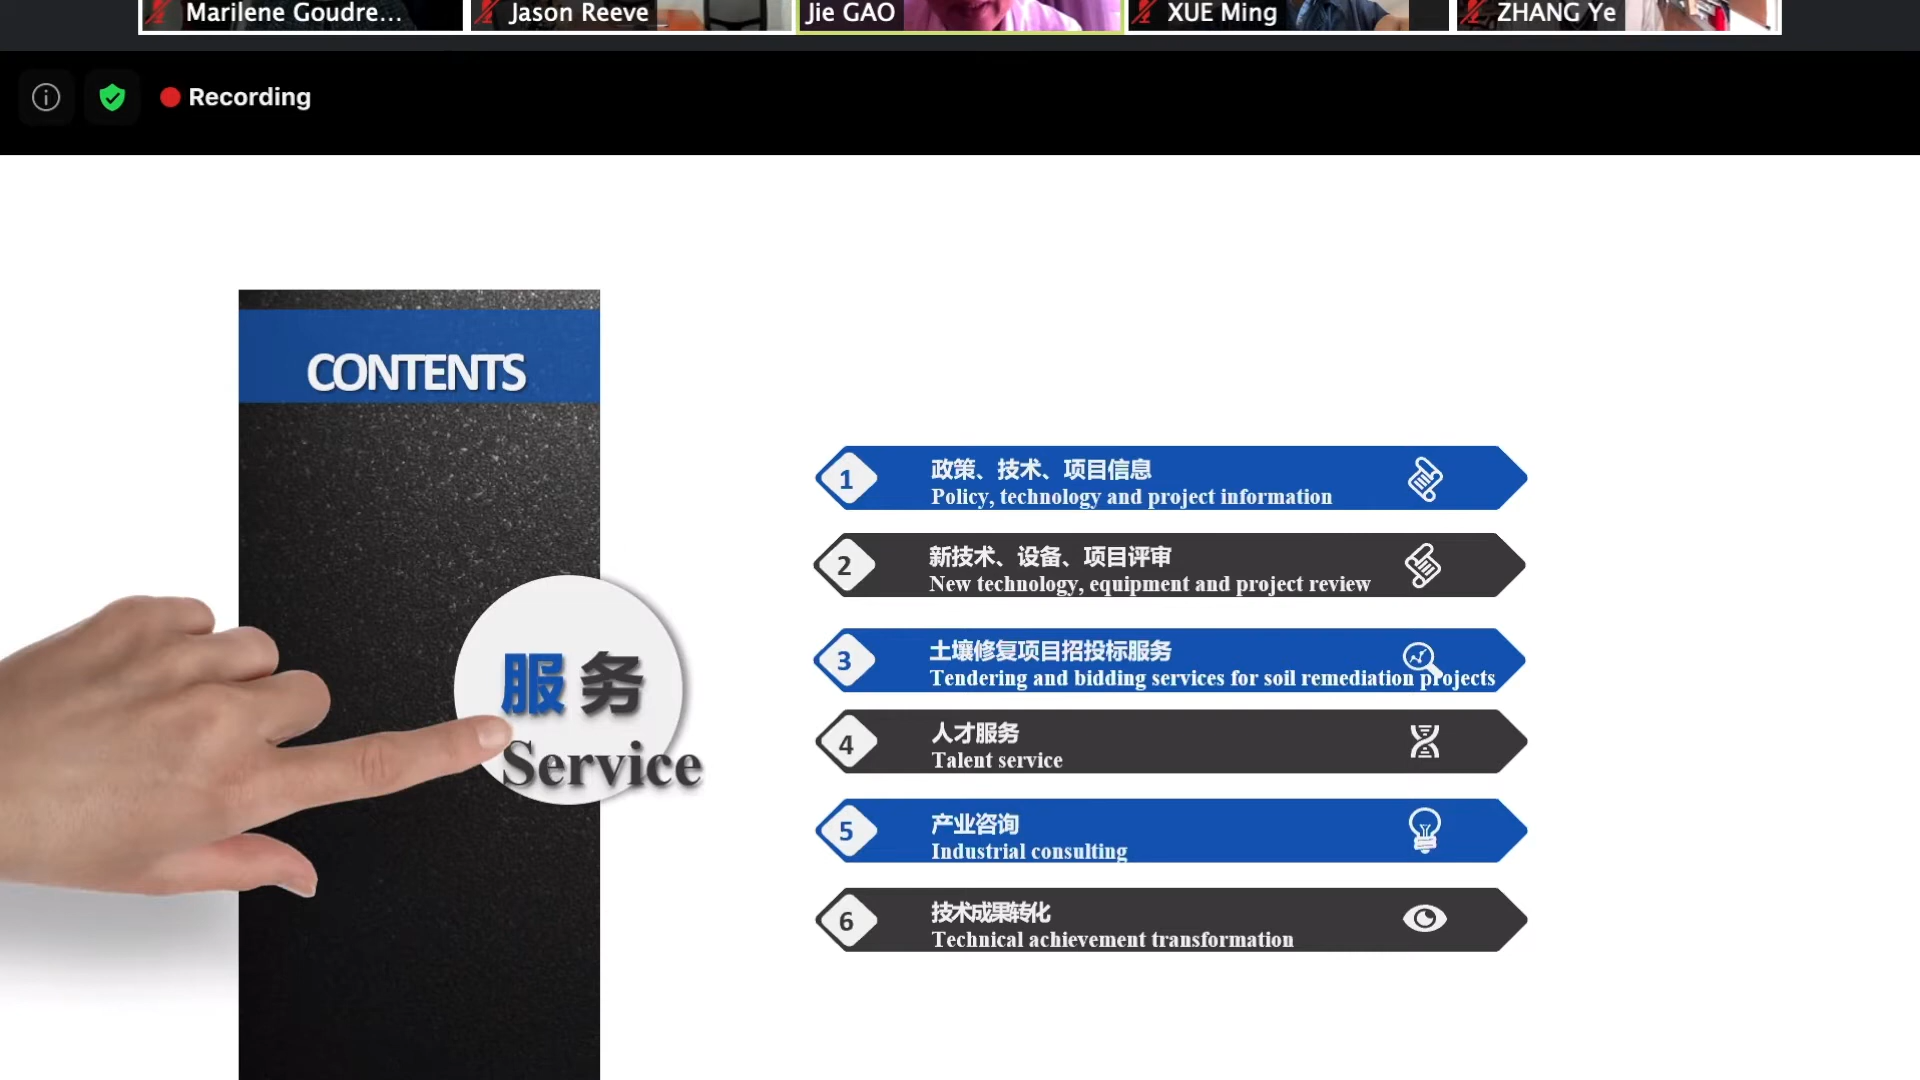 Marilene Goudre...
Jason Reeve
Jie GAO
XUE Ming
ZHANG Ye
Recording
CONTENTS
服务
Service
1
政策、技术、项目信息
Policy, technology and project information
2
新技术、设备、项目评审
New technology, equipment and project review
3
土壤修复项目招投标服务
Tendering and bidding services for soil remediation projects
4
人才服务
Talent service
5
产业咨询
Industrial consulting
6
技术成果转化
Technical achievement transformation